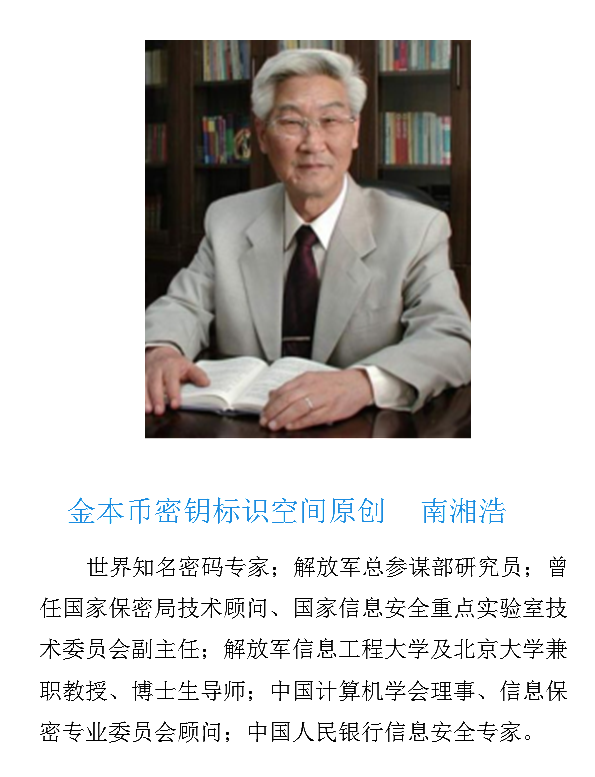 金本币密钥标识空间原创 南湘浩
世界知名密码专家；解放军总参谋部研究员；曾
任国家保密局技术顾问、国家信息安全重点实验室技
术委员会副主任；解放军信息工程大学及北京大学兼
职教授、博士生导师；中国计算机学会理事、信息保
密专业委员会顾问；中国人民银行信息安全专家。